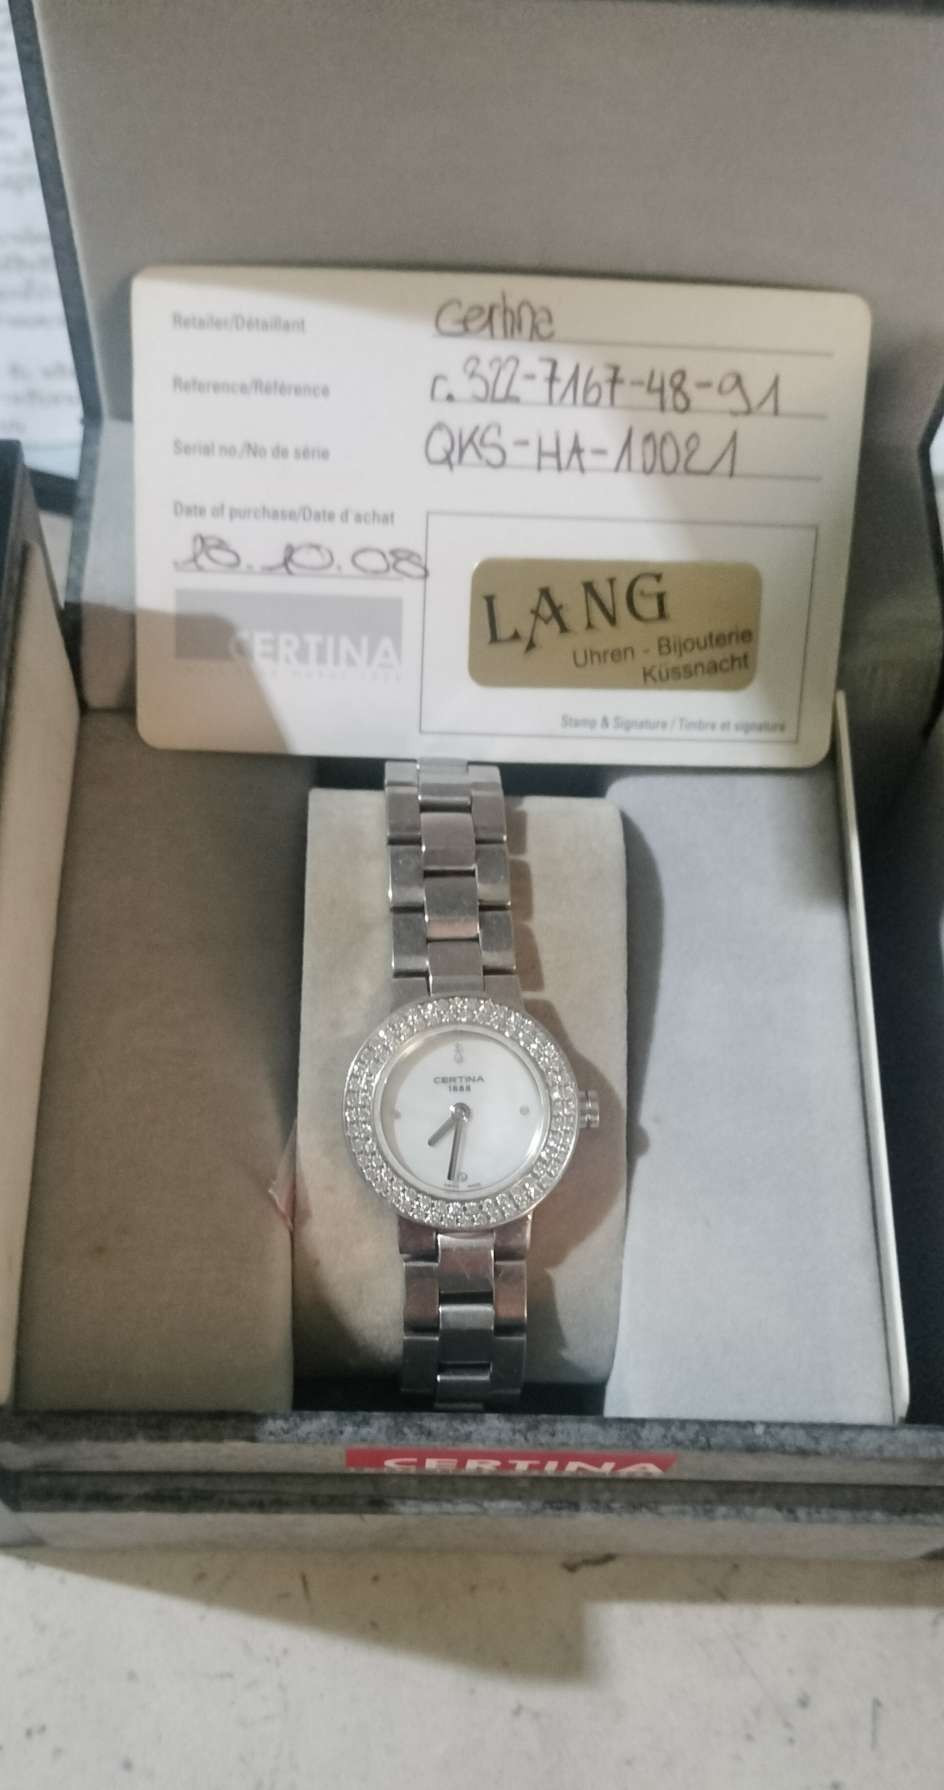 Retailer/Détaillant Certina
Reference/Référence r. 322-7167-48-91
Serial no./No de série QKS-HA-10021
Date of purchase/Date d'achat
18.10.08
CERTINA
LANG
Uhren - Bijouterie
Küssnacht
Stamp & Signature / Timbre et signature
CERTINA
1888
CERTINA